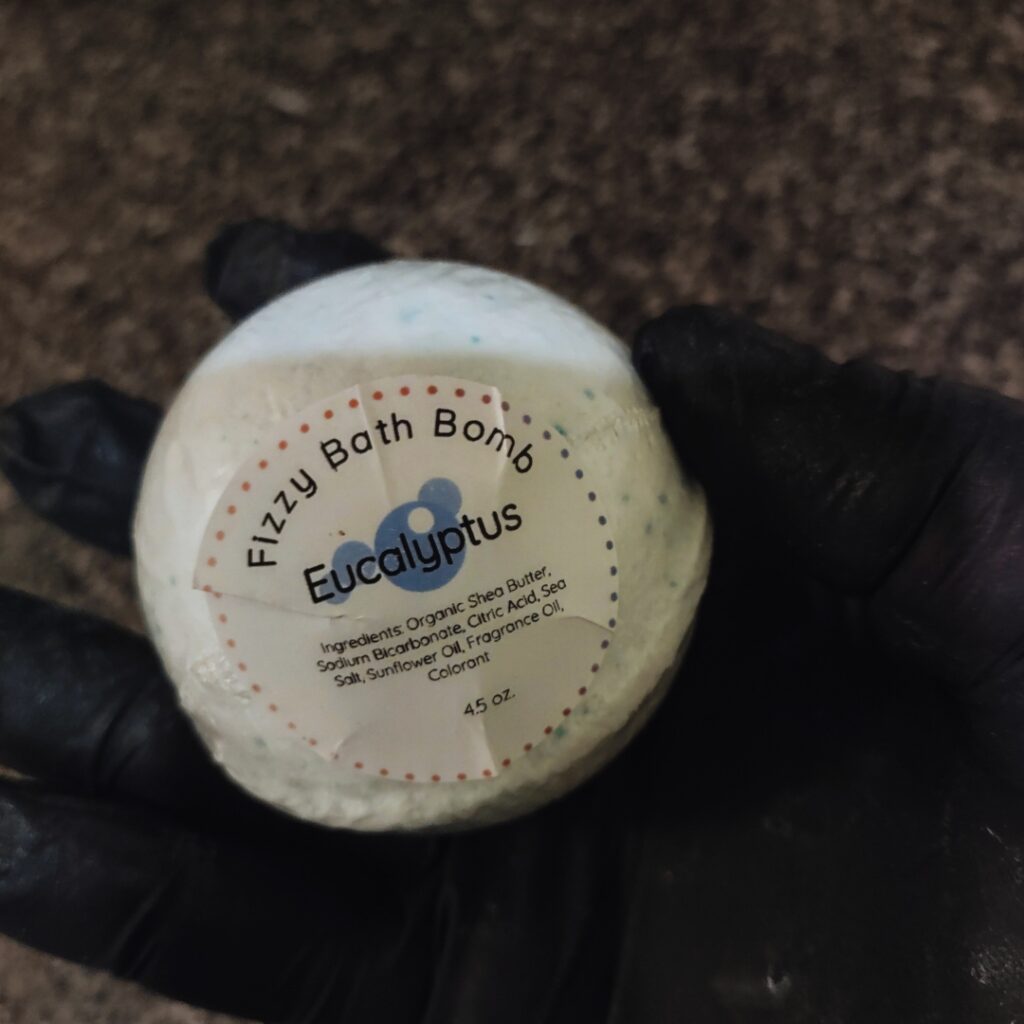 Fizzy Bath Bomb
Eucalyptus
Ingredients: Organic Shea Butter,
Sodium Bicarbonate, Citric Acid, Sea
Salt, Sunflower Oil, Fragrance Oil,
Colorant
4.5 oz.